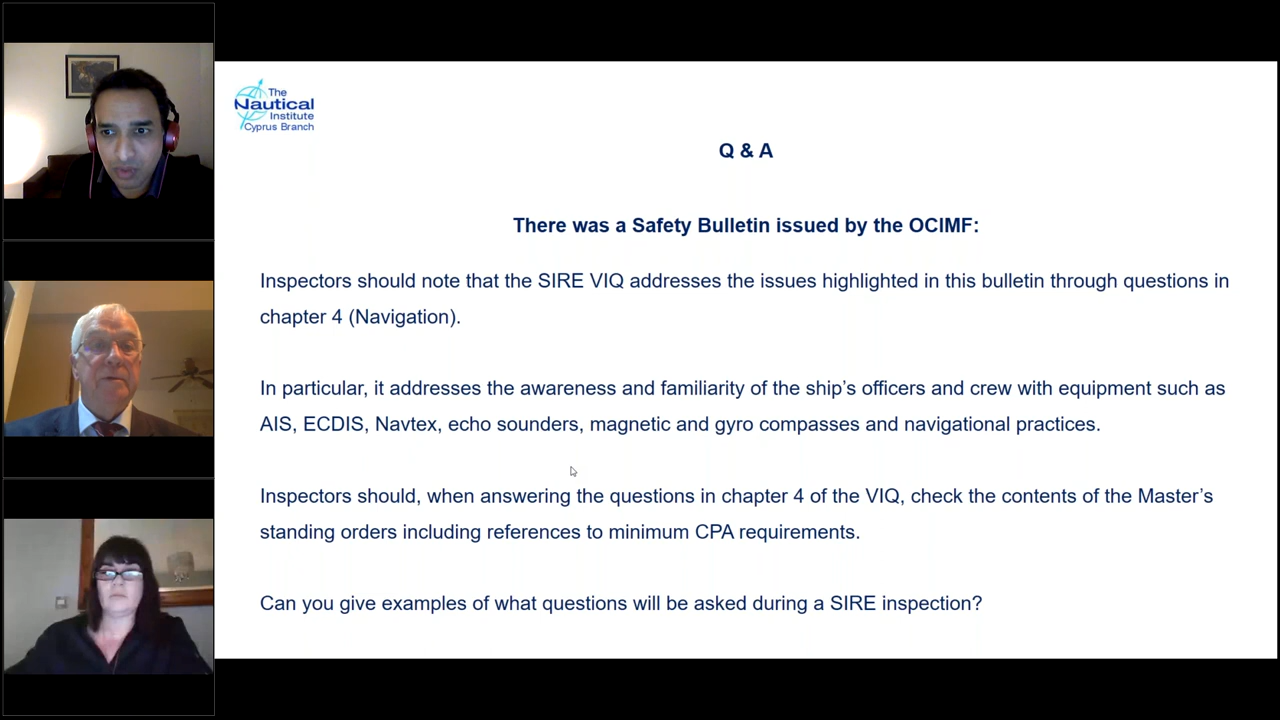 The
Nautical
Institute
Cyprus Branch
Q & A
There was a Safety Bulletin issued by the OCIMF:
Inspectors should note that the SIRE VIQ addresses the issues highlighted in this bulletin through questions in
chapter 4 (Navigation).
In particular, it addresses the awareness and familiarity of the ship’s officers and crew with equipment such as
AIS, ECDIS, Navtex, echo sounders, magnetic and gyro compasses and navigational practices.
Inspectors should, when answering the questions in chapter 4 of the VIQ, check the contents of the Master’s
standing orders including references to minimum CPA requirements.
Can you give examples of what questions will be asked during a SIRE inspection?